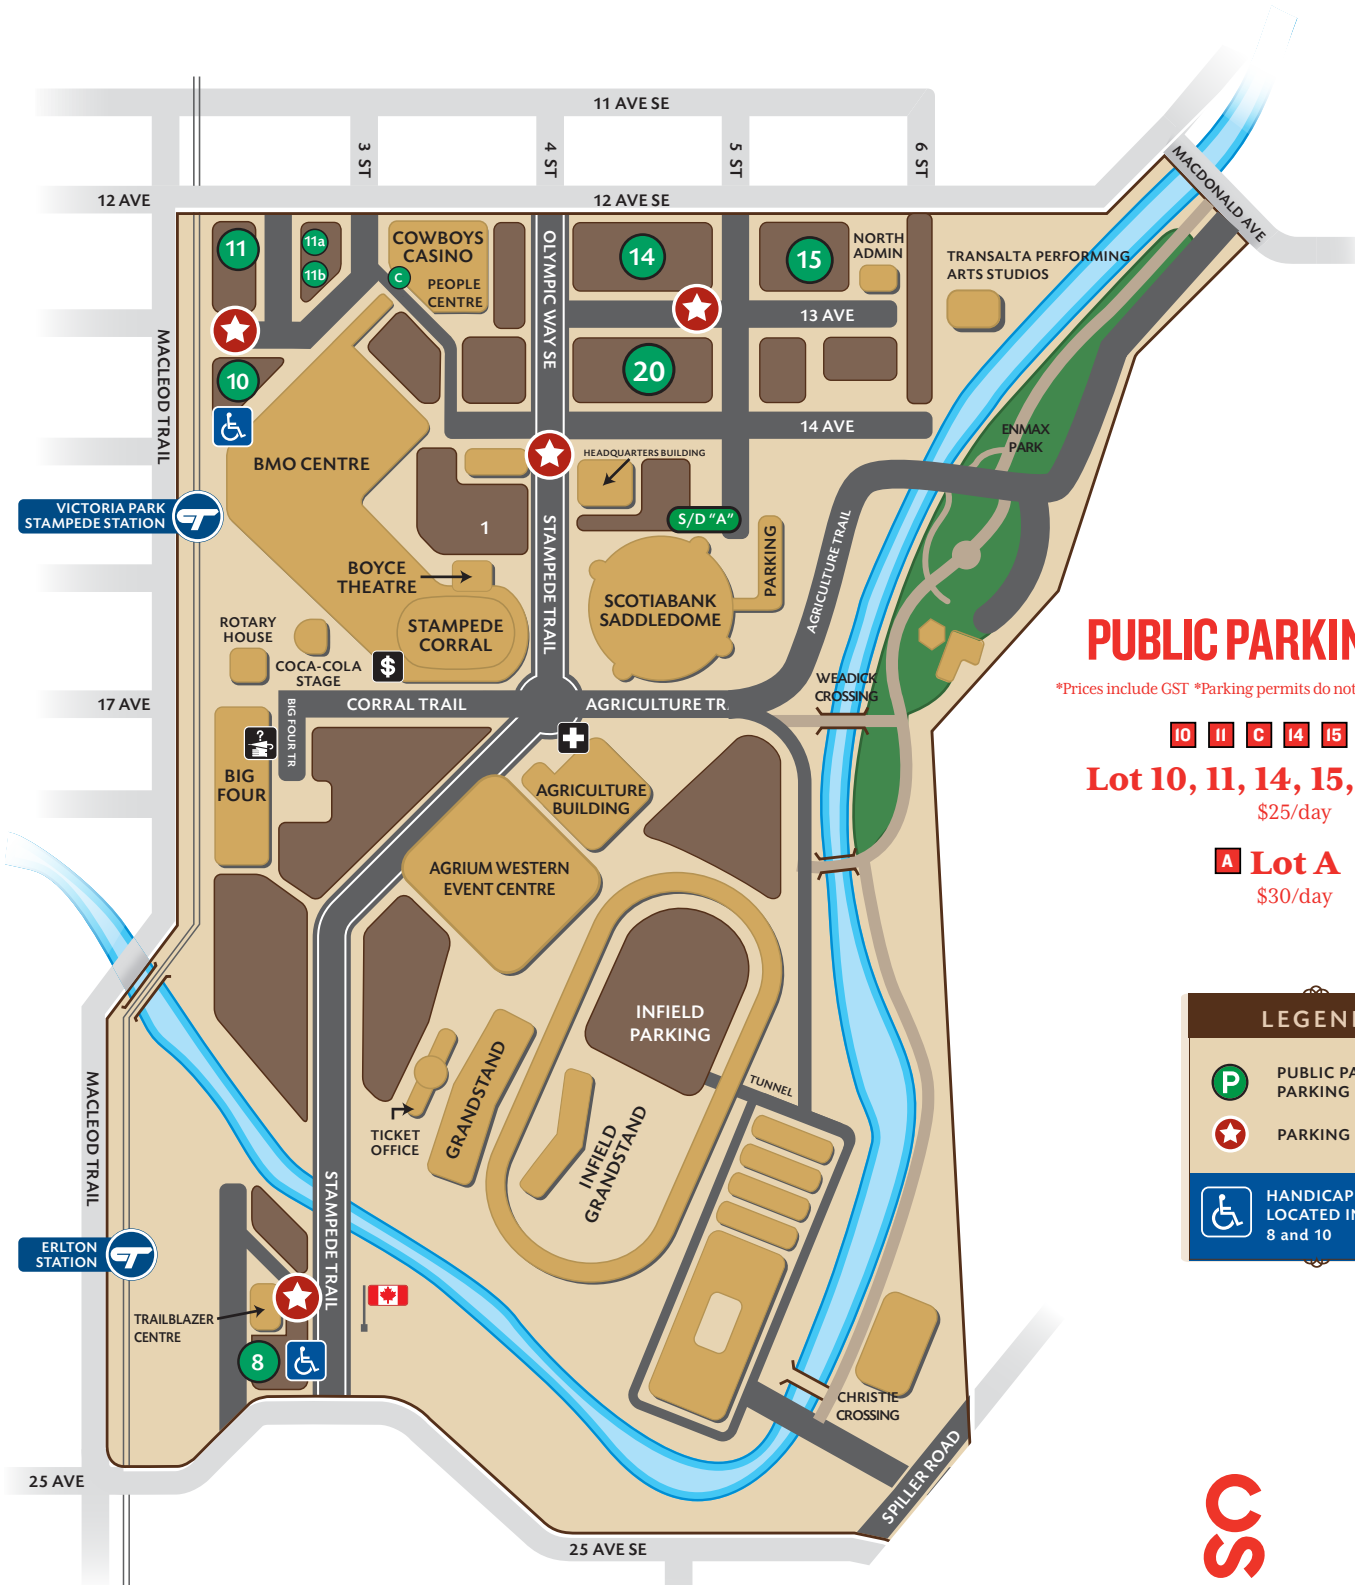 11 AVE SE
3 ST
4 ST
5 ST
6 ST
MACDONALD AVE
12 AVE
12 AVE SE
11
11a
11b
C
COWBOYS
CASINO
PEOPLE
CENTRE
OLYMPIC WAY SE
14
15
NORTH
ADMIN
TRANSALTA PERFORMING
ARTS STUDIOS
13 AVE
MACLEOD TRAIL
10
20
14 AVE
ENMAX
PARK
BMO CENTRE
HEADQUARTERS BUILDING
VICTORIA PARK
STAMPEDE STATION
1
S/D "A"
STAMPEDE TRAIL
PARKING
AGRICULTURE TRAIL
BOYCE
THEATRE
SCOTIABANK
SADDLEDOME
ROTARY
HOUSE
STAMPEDE
CORRAL
COCA-COLA
STAGE
$
WEADICK
CROSSING
PUBLIC PARKIN
*Prices include GST *Parking permits do not
17 AVE
BIG FOUR TR
CORRAL TRAIL
AGRICULTURE TR
10 11 C 14 15
?
BIG
FOUR
AGRICULTURE
BUILDING
Lot 10, 11, 14, 15,
$25/day
AGRIUM WESTERN
EVENT CENTRE
A Lot A
$30/day
INFIELD
PARKING
LEGEN
TUNNEL
P
PUBLIC PA
PARKING
GRANDSTAND
TICKET
OFFICE
INFIELD
GRANDSTAND
PARKING
MACLEOD TRAIL
STAMPEDE TRAIL
HANDICAP
LOCATED IN
8 and 10
ERLTON
STATION
TRAILBLAZER
CENTRE
8
CHRISTIE
CROSSING
SPILLER ROAD
25 AVE
25 AVE SE
SC